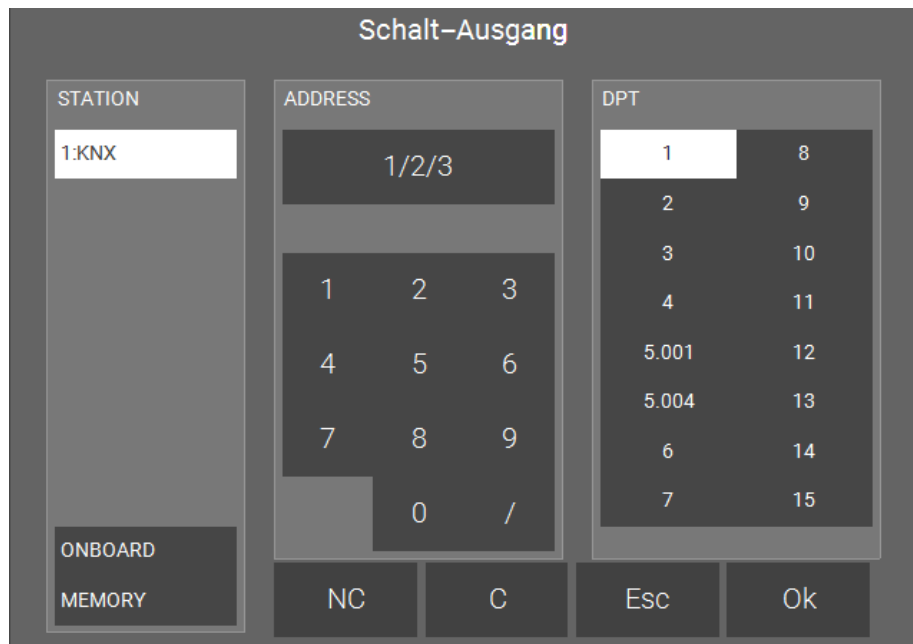 Schalt-Ausgang
STATION
1:KNX
ONBOARD
MEMORY
ADDRESS
1/2/3
1 2 3
4 5 6
7 8 9
0 /
DPT
1 8
2 9
3 10
4 11
5.001 12
5.004 13
6 14
7 15
NC C Esc Ok